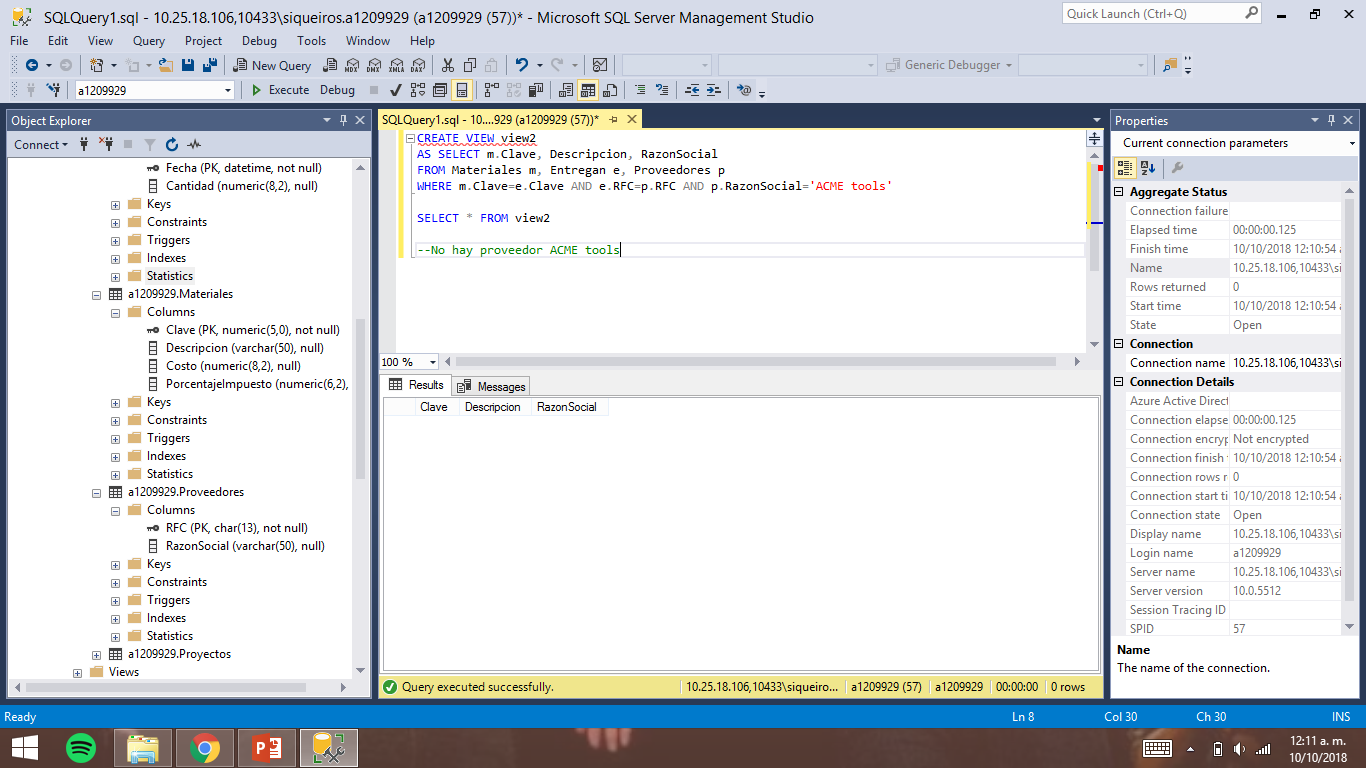 SQLQuery1.sql - 10.25.18.106,10433\siqueiros.a1209929 (a1209929 (57))* - Microsoft SQL Server Management Studio
Quick Launch (Ctrl+Q)
File Edit View Query Project Debug Tools Window Help
New Query
MDX DMX XMLA DAX
Generic Debugger
a1209929
Execute Debug
Object Explorer
Connect
Fecha (PK, datetime, not null)
Cantidad (numeric(8,2), null)
Keys
Constraints
Triggers
Indexes
Statistics
a1209929.Materiales
Columns
Clave (PK, numeric(5,0), not null)
Descripcion (varchar(50), null)
Costo (numeric(8,2), null)
PorcentajeImpuesto (numeric(6,2),
Keys
Constraints
Triggers
Indexes
Statistics
a1209929.Proveedores
Columns
RFC (PK, char(13), not null)
RazonSocial (varchar(50), null)
Keys
Constraints
Triggers
Indexes
Statistics
a1209929.Proyectos
Views
SQLQuery1.sql - 10....929 (a1209929 (57))*
CREATE VIEW view2
AS SELECT m.Clave, Descripcion, RazonSocial
FROM Materiales m, Entregan e, Proveedores p
WHERE m.Clave=e.Clave AND e.RFC=p.RFC AND p.RazonSocial='ACME tools'
SELECT * FROM view2
--No hay proveedor ACME tools
100 %
Results Messages
Clave Descripcion RazonSocial
Query executed successfully.
10.25.18.106,10433\siqueiro... a1209929 (57) a1209929 00:00:00 0 rows
Properties
Current connection parameters
Aggregate Status
Connection failure
Elapsed time 00:00:00.125
Finish time 10/10/2018 12:10:54 a
Name 10.25.18.106,10433\si
Rows returned 0
Start time 10/10/2018 12:10:54 a
State Open
Connection
Connection name 10.25.18.106,10433\si
Connection Details
Azure Active Direct
Connection elapse 00:00:00.125
Connection encryp Not encrypted
Connection finish 10/10/2018 12:10:54 a
Connection rows r 0
Connection start ti 10/10/2018 12:10:54 a
Connection state Open
Display name 10.25.18.106,10433\si
Login name a1209929
Server name 10.25.18.106,10433\si
Server version 10.0.5512
Session Tracing ID
SPID 57
Name
The name of the connection.
Ready
Ln 8 Col 30 Ch 30 INS
12:11 a. m.
10/10/2018